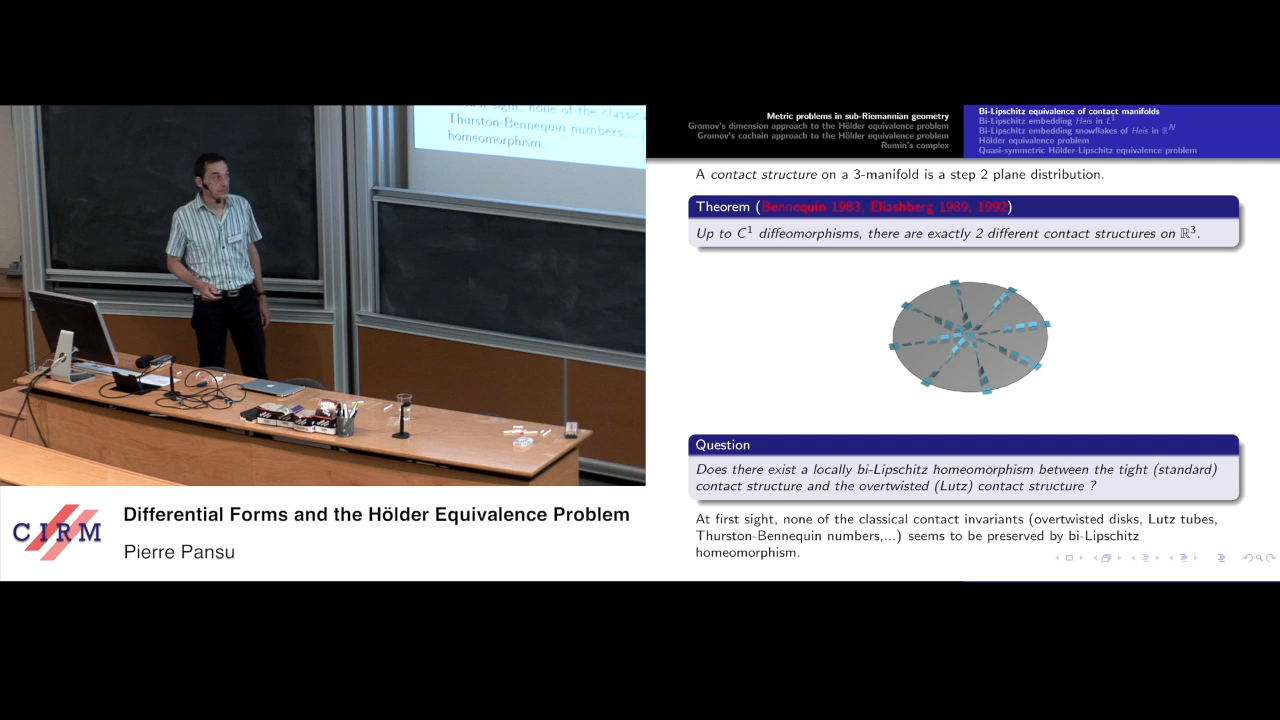 first sight, none of the classica
Thurston-Bennequin numbers,...)
homeomorphism.
CIRM
Differential Forms and the Hölder Equivalence Problem
Pierre Pansu
Metric problems in sub-Riemannian geometry
Gromov's dimension approach to the Hölder equivalence problem
Gromov's cochain approach to the Hölder equivalence problem
Rumin's complex
Bi-Lipschitz equivalence of contact manifolds
Bi-Lipschitz embedding Heis in L¹
Bi-Lipschitz embedding snowflakes of Heis in ℝᴺ
Hölder equivalence problem
Quasi-symmetric Hölder-Lipschitz equivalence problem
A contact structure on a 3-manifold is a step 2 plane distribution.
Theorem (Bennequin 1983, Eliashberg 1989, 1992)
Up to C¹ diffeomorphisms, there are exactly 2 different contact structures on ℝ³.
Question
Does there exist a locally bi-Lipschitz homeomorphism between the tight (standard)
contact structure and the overtwisted (Lutz) contact structure ?
At first sight, none of the classical contact invariants (overtwisted disks, Lutz tubes,
Thurston-Bennequin numbers,...) seems to be preserved by bi-Lipschitz
homeomorphism.